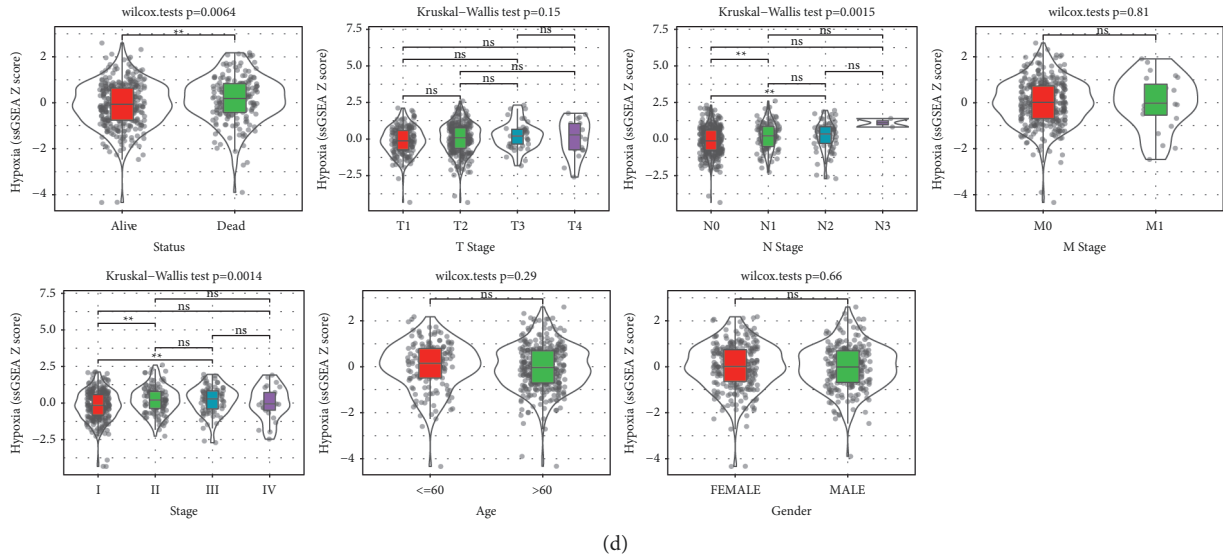 wilcox.tests p=0.0064
**
Hypoxia (ssGSEA Z score)
2
0
−2
−4
Alive
Dead
Status
Kruskal−Wallis test p=0.15
ns
ns
ns
ns
ns
ns
Hypoxia (ssGSEA Z score)
7.5
5.0
2.5
0.0
−2.5
T1
T2
T3
T4
T Stage
Kruskal−Wallis test p=0.0015
ns
ns
**
ns
ns
**
Hypoxia (ssGSEA Z score)
7.5
5.0
2.5
0.0
−2.5
N0
N1
N2
N3
N Stage
wilcox.tests p=0.81
ns
Hypoxia (ssGSEA Z score)
2
0
−2
−4
M0
M1
M Stage
Kruskal−Wallis test p=0.0014
ns
ns
**
ns
ns
**
Hypoxia (ssGSEA Z score)
7.5
5.0
2.5
0.0
−2.5
I
II
III
IV
Stage
wilcox.tests p=0.29
ns
Hypoxia (ssGSEA Z score)
2
0
−2
−4
<=60
>60
Age
wilcox.tests p=0.66
ns
Hypoxia (ssGSEA Z score)
2
0
−2
−4
FEMALE
MALE
Gender
(d)